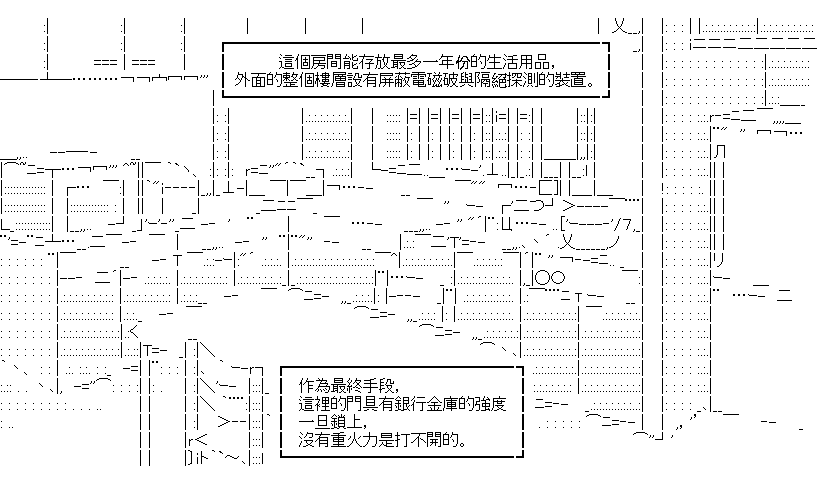 這個房間能存放最多一年份的生活用品,
外面的整個樓層設有屏蔽電磁破與隔絕探測的裝置。
作為最終手段,
這裡的門具有銀行金庫的強度
一旦鎖上,
沒有重火力是打不開的。